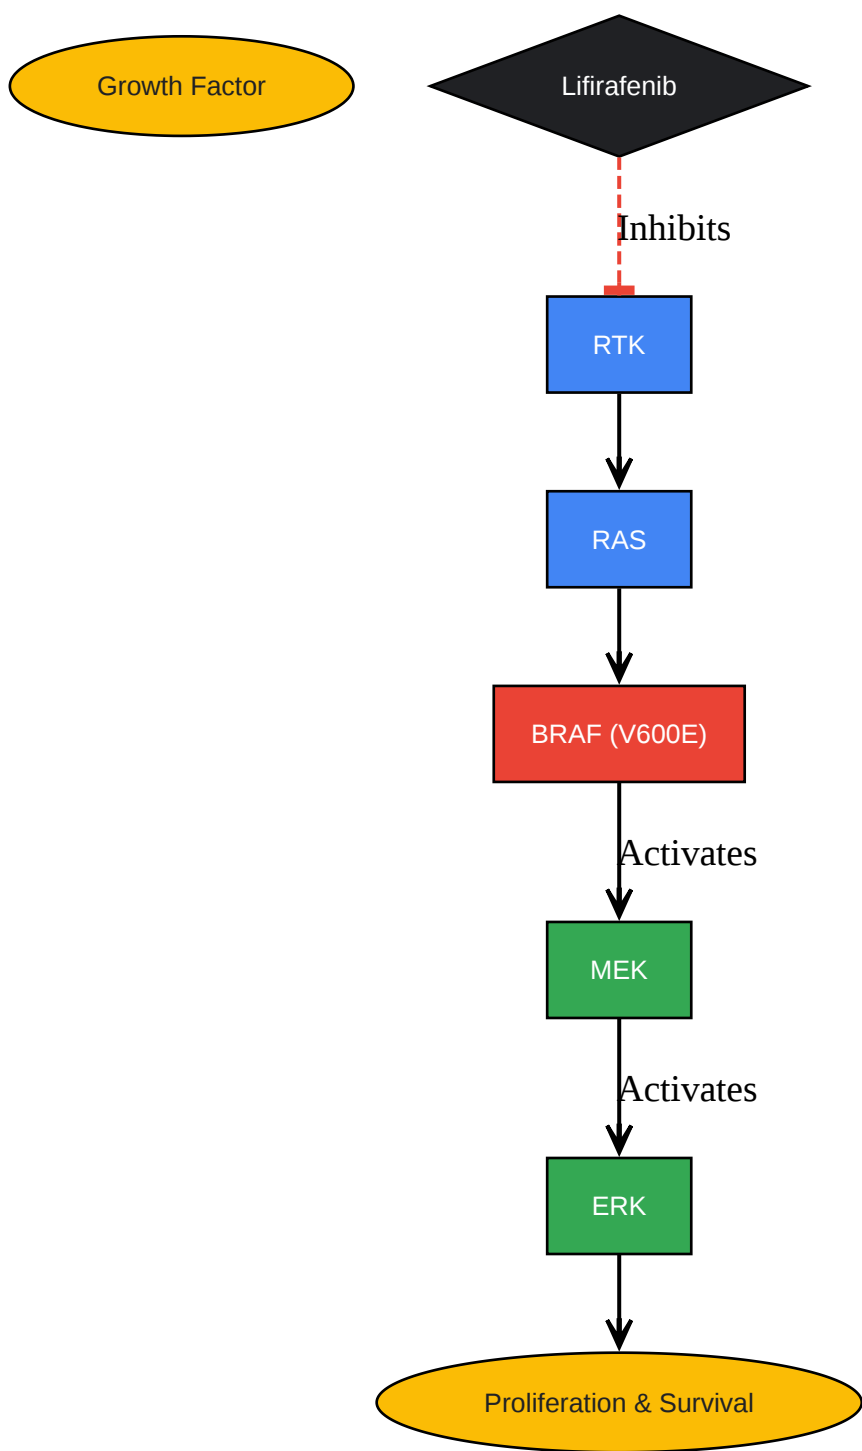 Growth Factor
Lifirafenib
Inhibits
RTK
RAS
BRAF (V600E)
Activates
MEK
Activates
ERK
Proliferation & Survival